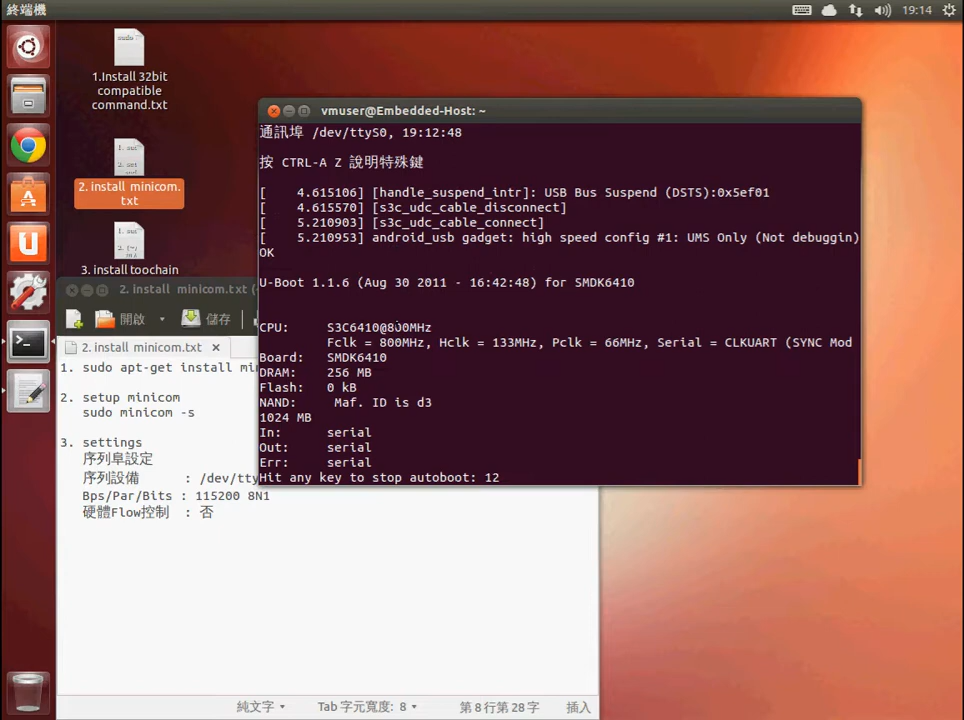 終端機
19:14
1.Install 32bit
compatible
command.txt
2. install minicom.
txt
3. install toochain
vmuser@Embedded-Host: ~
通訊埠 /dev/ttyS0, 19:12:48
按 CTRL-A Z 說明特殊鍵
[    4.615106] [handle_suspend_intr]: USB Bus Suspend (DSTS):0x5ef01
[    4.615570] [s3c_udc_cable_disconnect]
[    5.210903] [s3c_udc_cable_connect]
[    5.210953] android_usb gadget: high speed config #1: UMS Only (Not debuggin)
OK
U-Boot 1.1.6 (Aug 30 2011 - 16:42:48) for SMDK6410
CPU:     S3C6410@800MHz
         Fclk = 800MHz, Hclk = 133MHz, Pclk = 66MHz, Serial = CLKUART (SYNC Mod
Board:   SMDK6410
DRAM:    256 MB
Flash:   0 kB
NAND:     Maf. ID is d3
1024 MB
In:      serial
Out:     serial
Err:     serial
Hit any key to stop autoboot: 12
2. install minicom.txt (
開啟
儲存
2. install minicom.txt ×
1. sudo apt-get install mi
2. setup minicom
   sudo minicom -s
3. settings
   序列阜設定
   序列設備     : /dev/tty
   Bps/Par/Bits : 115200 8N1
   硬體Flow控制  : 否
純文字
Tab 字元寬度: 8
第 8 行第 28 字
插入